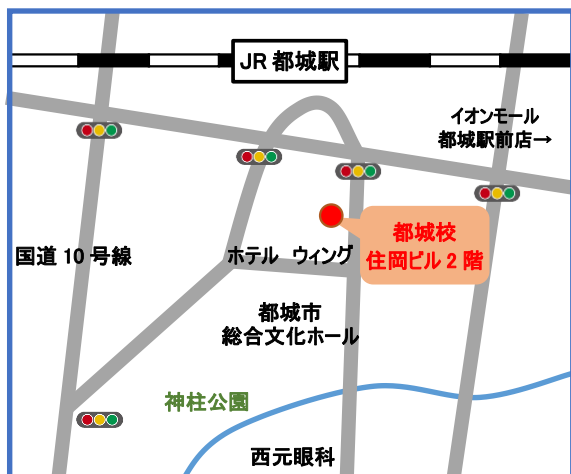 JR 都城駅
イオンモール
都城駅前店→
都城校
住岡ビル 2 階
国道 10 号線
ホテル ウィング
都城市
総合文化ホール
神柱公園
西元眼科